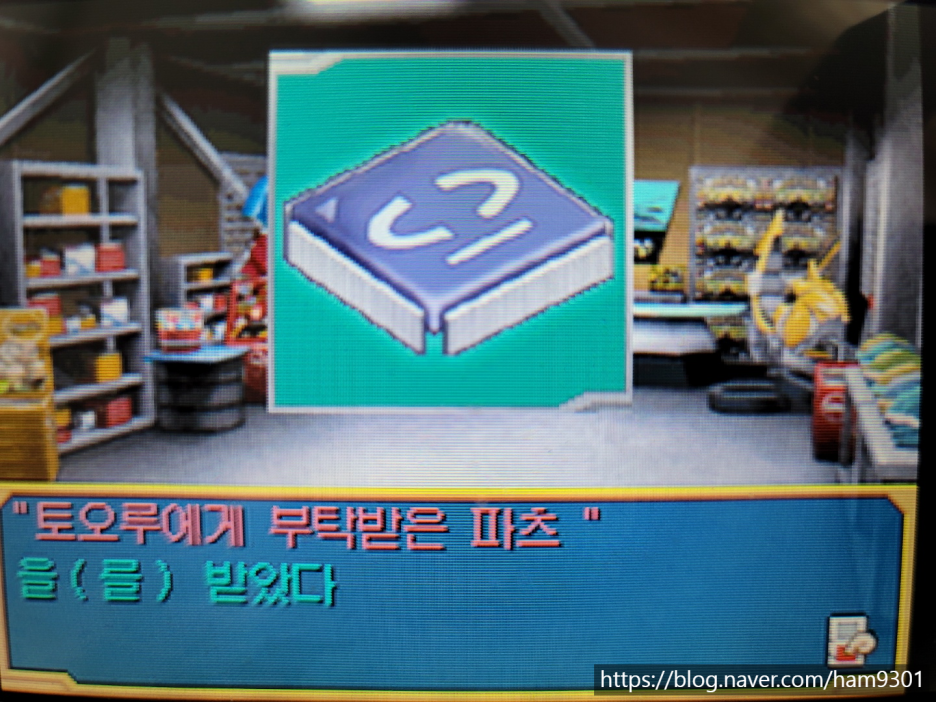 "토오루에게 부탁받은 파츠 "
을(를) 받았다
https://blog.naver.com/ham9301